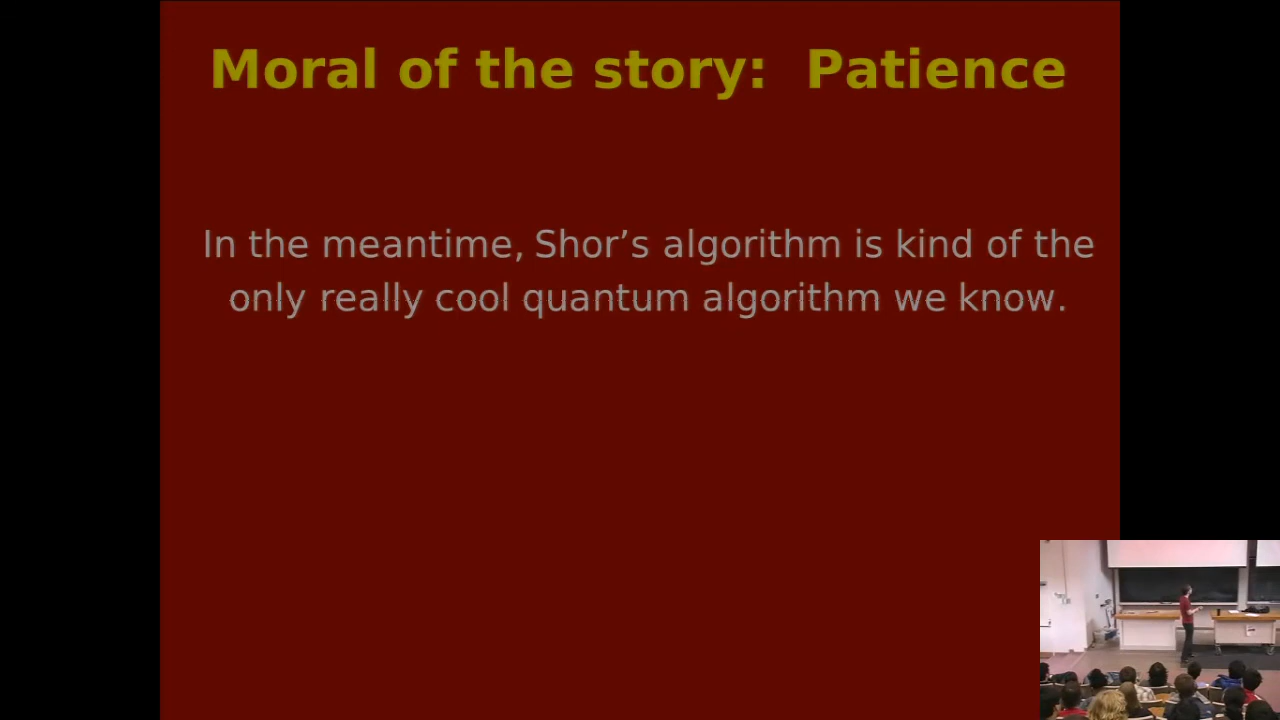 Moral of the story:  Patience
In the meantime, Shor’s algorithm is kind of the
only really cool quantum algorithm we know.